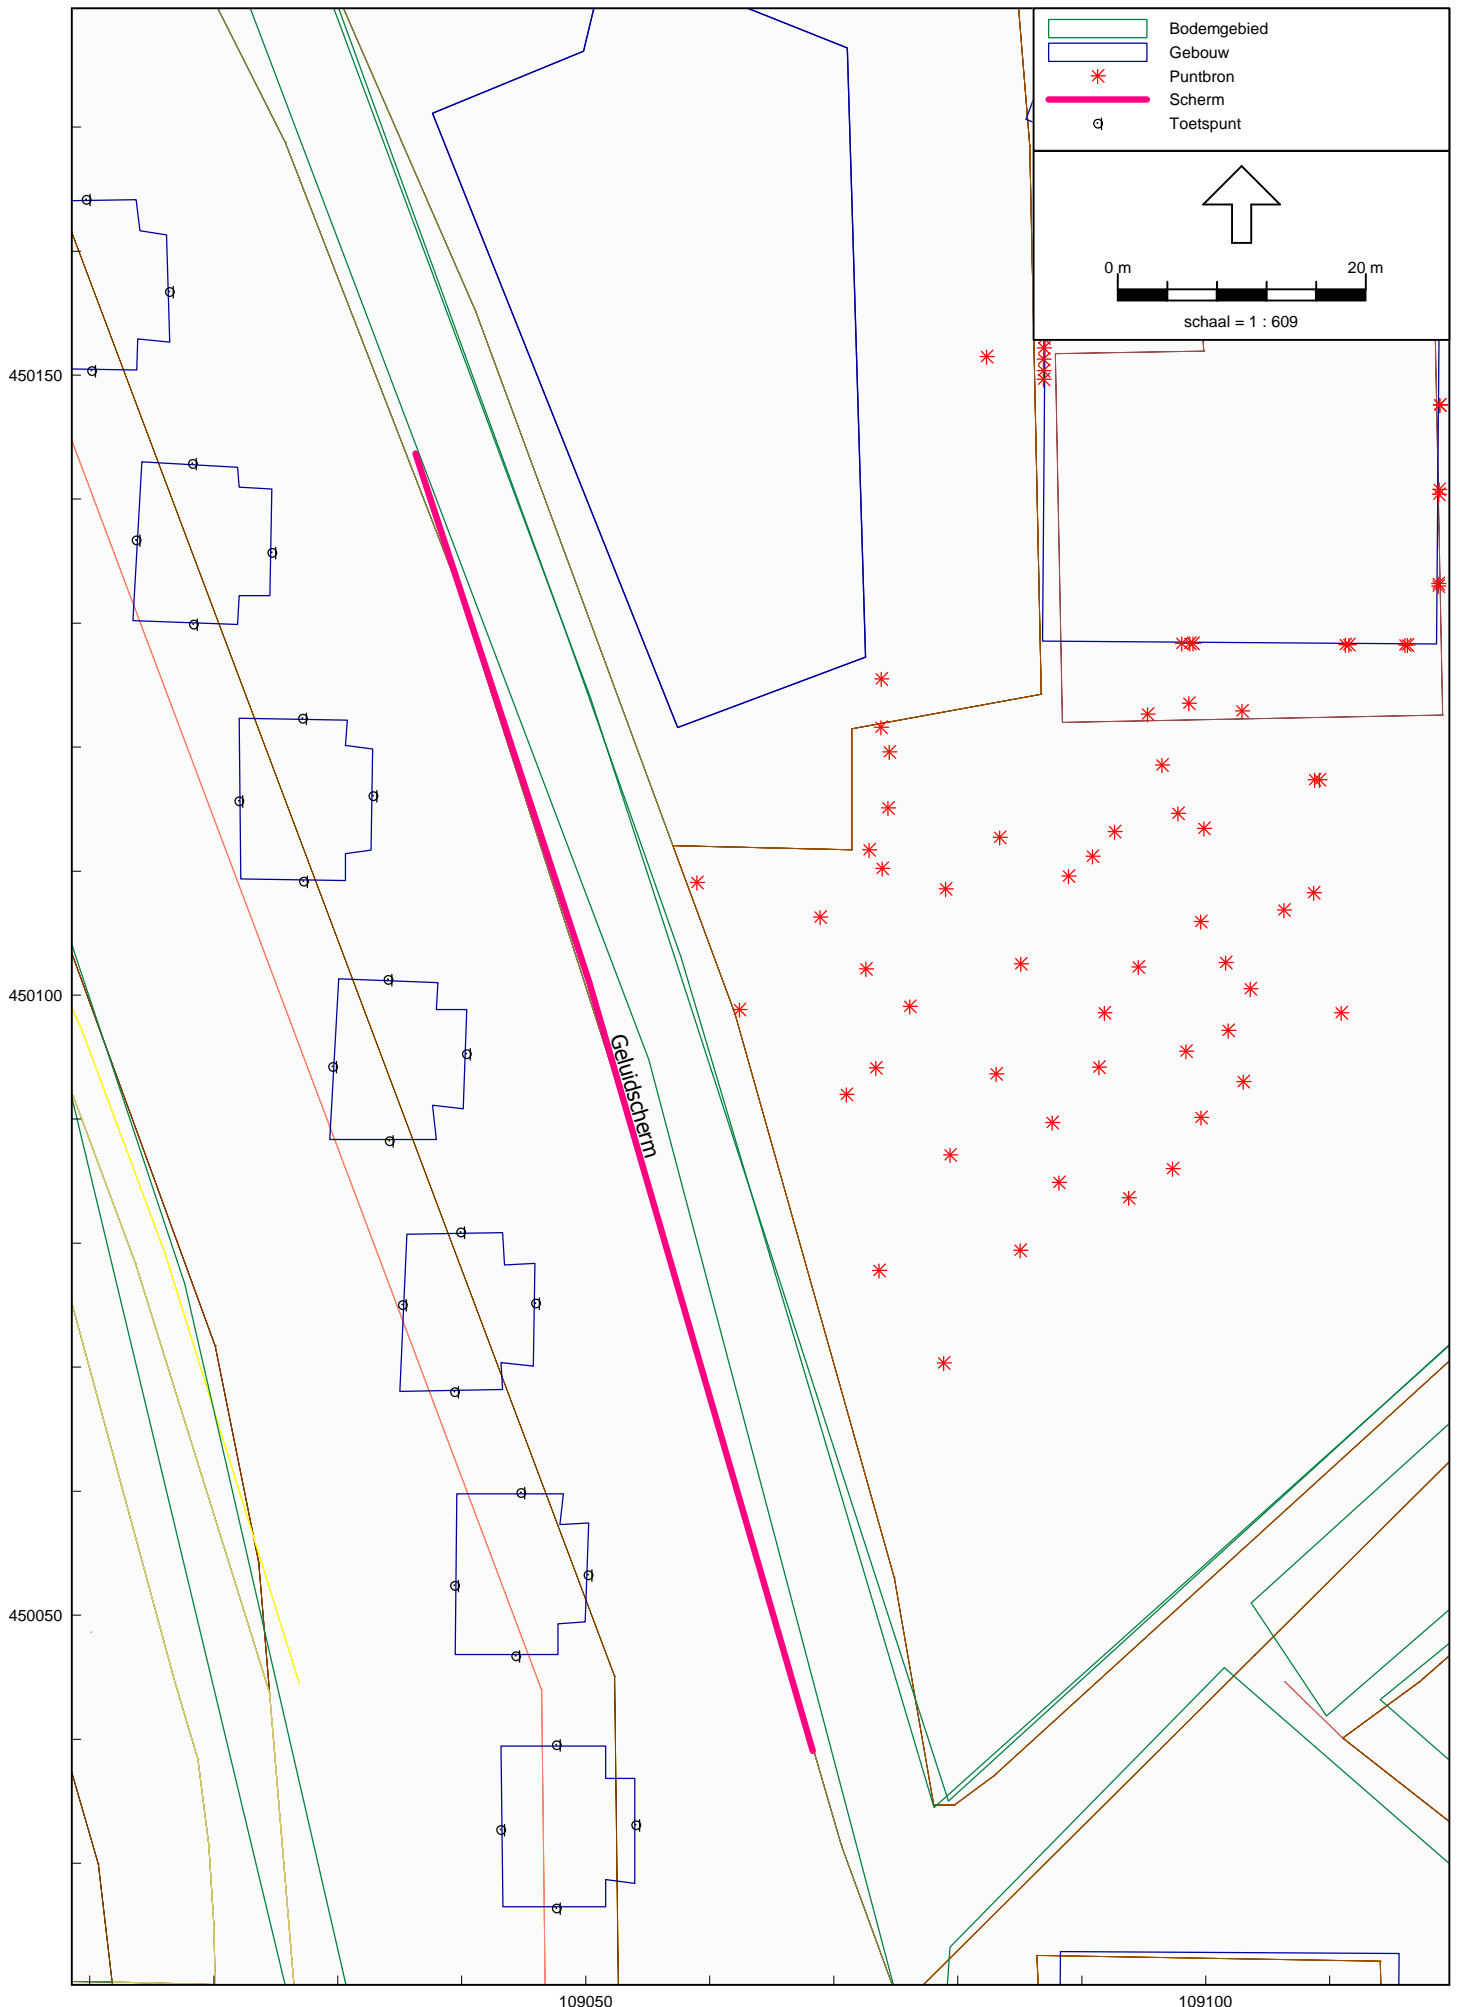 Bodemgebied
Gebouw
Puntbron
Scherm
Toetspunt
0 m 20 m
schaal = 1 : 609
450150
450100
Geluidscherm
450050
109050 109100